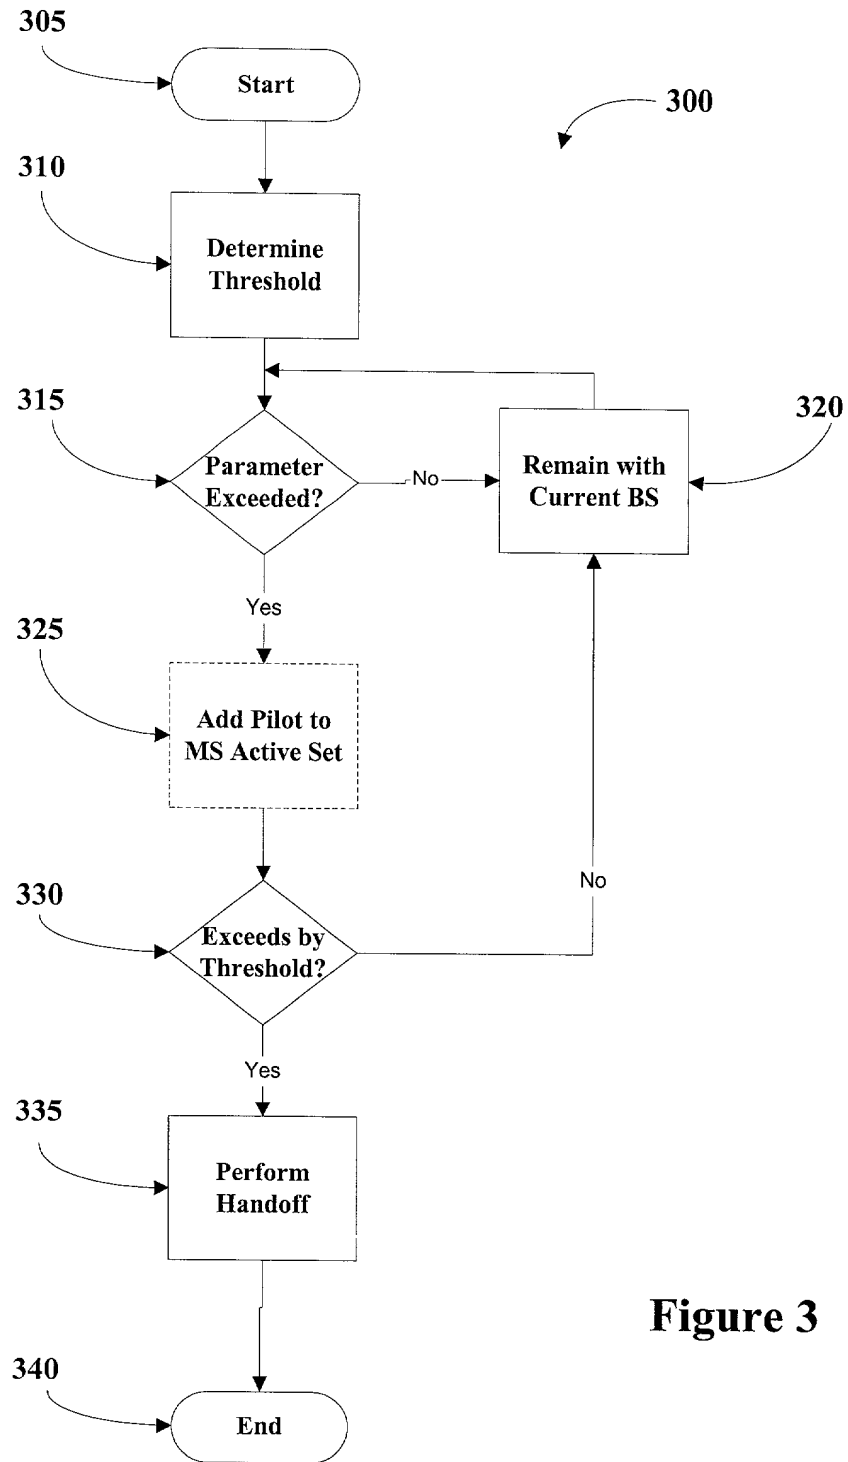 305
Start
300
310
Determine
Threshold
315
Parameter
Exceeded?
No
Remain with
Current BS
320
Yes
325
Add Pilot to
MS Active Set
330
Exceeds by
Threshold?
No
Yes
335
Perform
Handoff
Figure 3
340
End